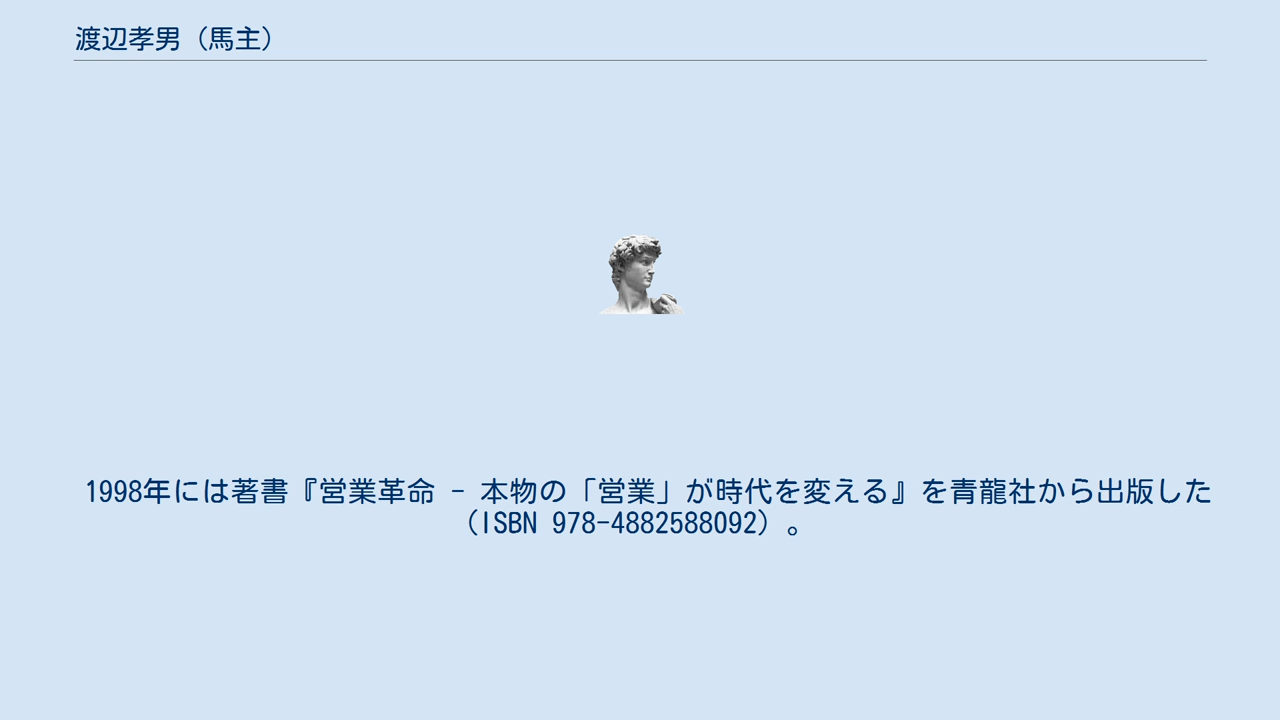 渡辺孝男（馬主）
1998年には著書『営業革命 - 本物の「営業」が時代を変える』を青龍社から出版した
（ISBN 978-4882588092）。